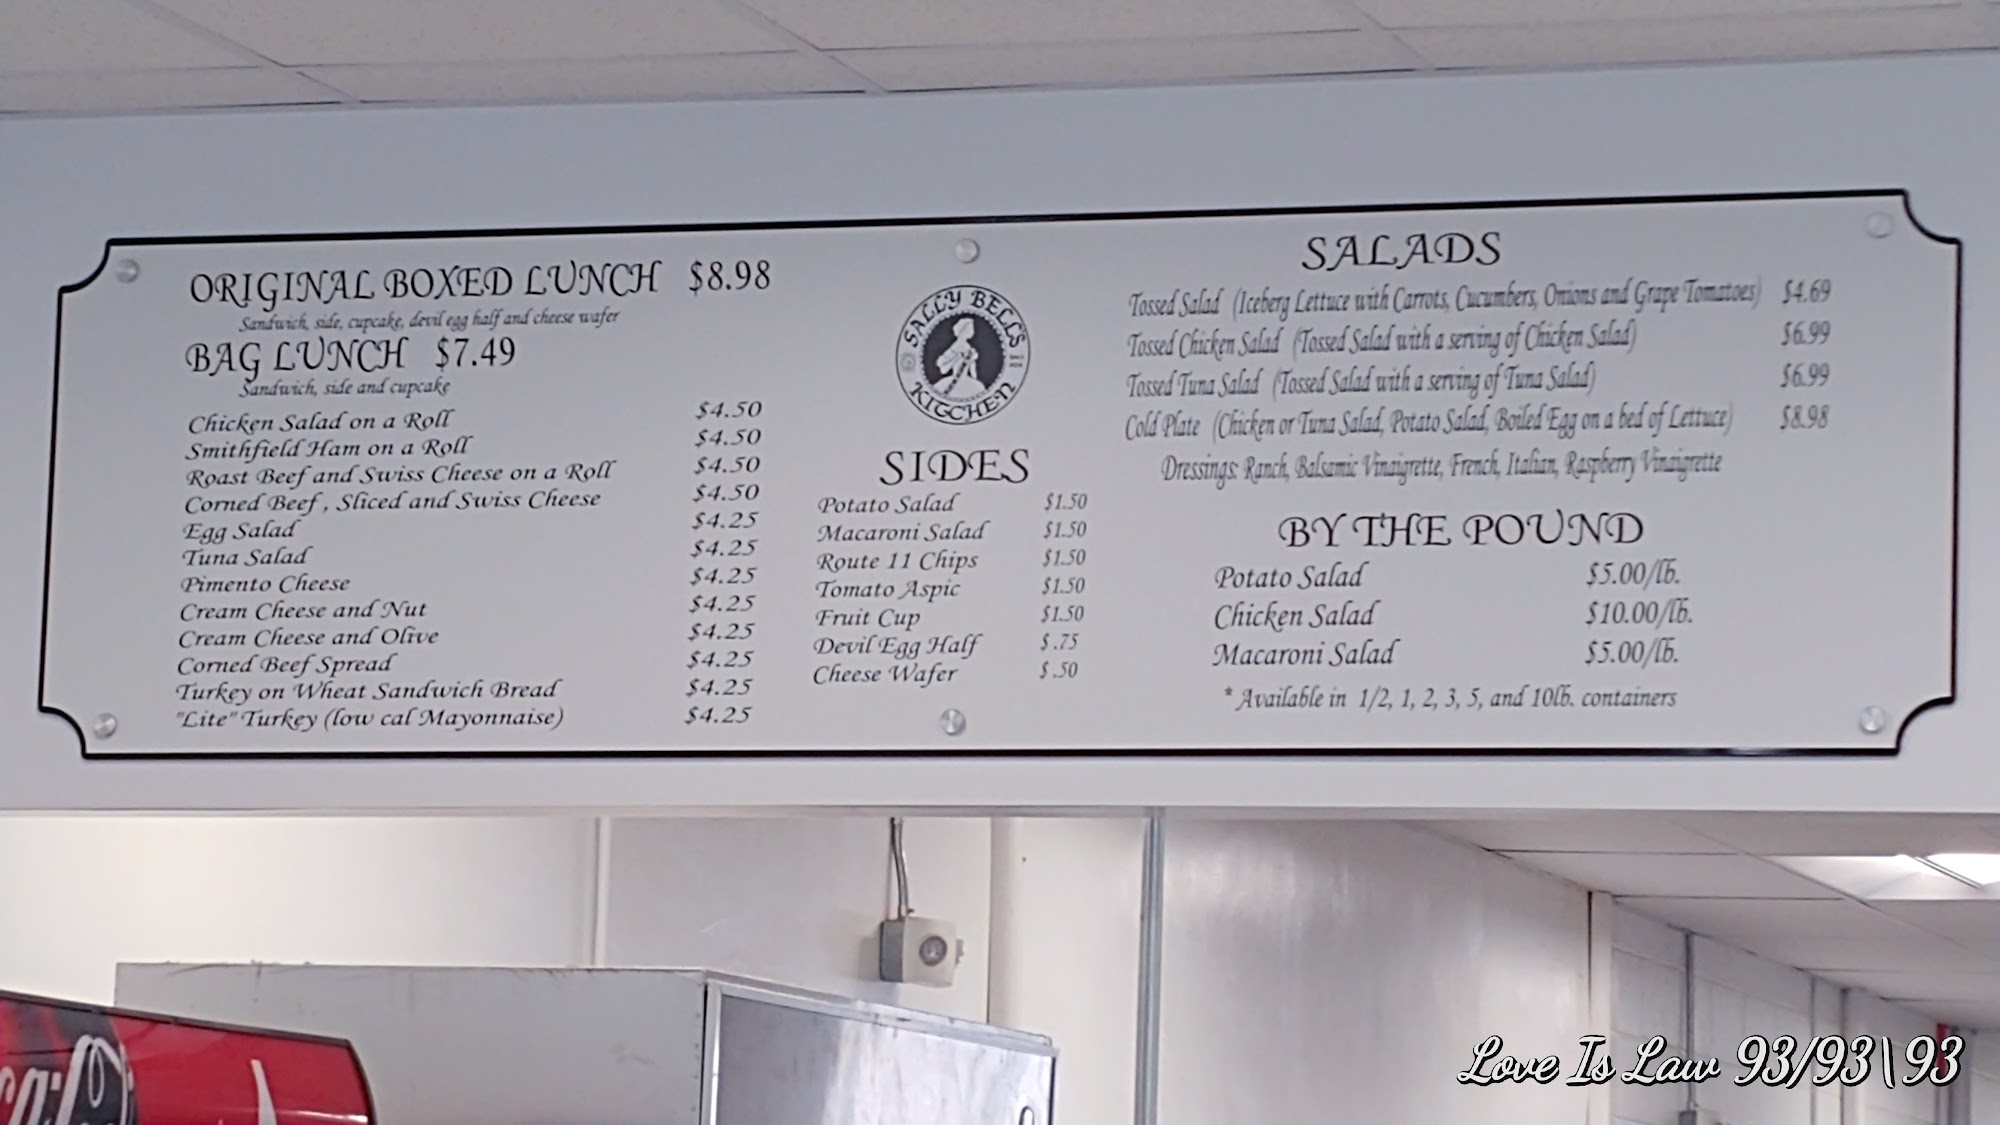 ORIGINAL BOXED LUNCH $8.98
Sandwich, side, cupcake, devil egg half and cheese wafer
BAG LUNCH $7.49
Sandwich, side and cupcake
Chicken Salad on a Roll $4.50
Smithfield Ham on a Roll $4.50
Roast Beef and Swiss Cheese on a Roll $4.50
Corned Beef, Sliced and Swiss Cheese $4.50
Egg Salad $4.25
Tuna Salad $4.25
Pimento Cheese $4.25
Cream Cheese and Nut $4.25
Cream Cheese and Olive $4.25
Corned Beef Spread $4.25
Turkey on Wheat Sandwich Bread $4.25
"Lite" Turkey (low cal Mayonnaise) $4.25
SALLY BELL'S
KITCHEN
SIDES
Potato Salad $1.50
Macaroni Salad $1.50
Route 11 Chips $1.50
Tomato Aspic $1.50
Fruit Cup $1.50
Devil Egg Half $.75
Cheese Wafer $.50
SALADS
Tossed Salad (Iceberg Lettuce with Carrots, Cucumbers, Onions and Grape Tomatoes) $4.69
Tossed Chicken Salad (Tossed Salad with a serving of Chicken Salad) $6.99
Tossed Tuna Salad (Tossed Salad with a serving of Tuna Salad) $6.99
Cold Plate (Chicken or Tuna Salad, Potato Salad, Boiled Egg on a bed of Lettuce) $8.98
Dressings: Ranch, Balsamic Vinaigrette, French, Italian, Raspberry Vinaigrette
BY THE POUND
Potato Salad $5.00/lb.
Chicken Salad $10.00/lb.
Macaroni Salad $5.00/lb.
* Available in 1/2, 1, 2, 3, 5, and 10lb. containers
Love Is Law 93/93\93